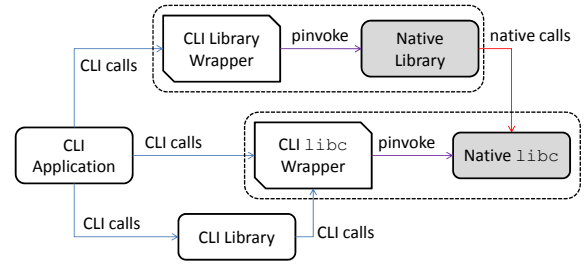 CLI Library
Wrapper
pinvoke
Native
Library
native calls
CLI calls
CLI
Application
CLI calls
CLI libc
Wrapper
pinvoke
Native libc
CLI calls
CLI Library
CLI calls